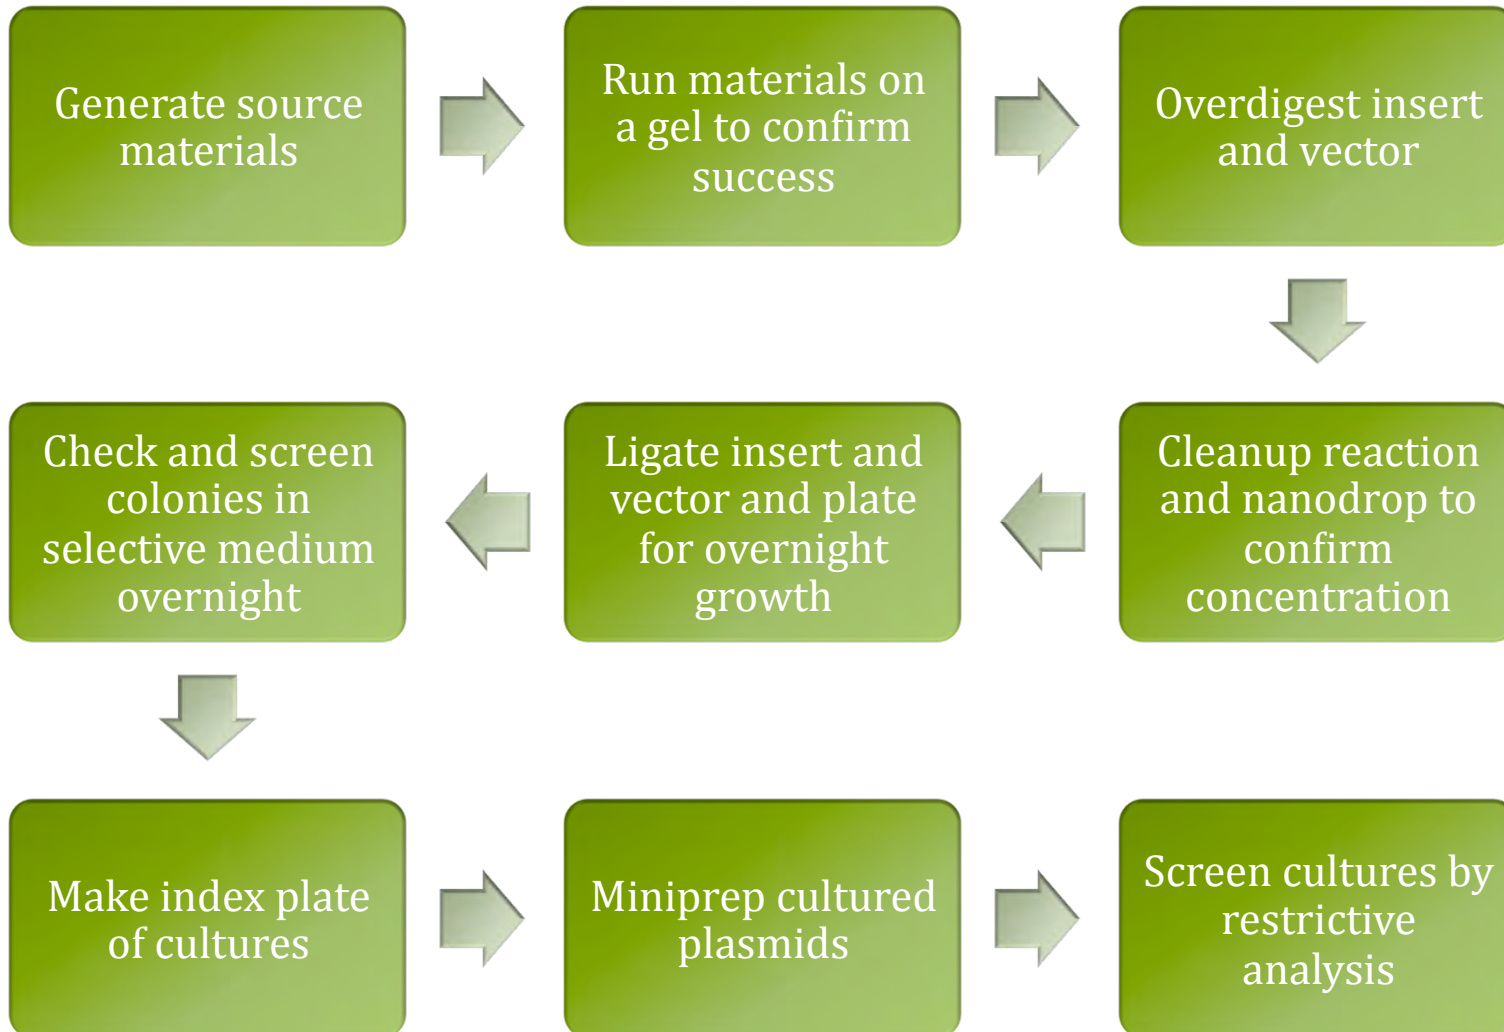 Generate source
materials
Run materials on
a gel to confirm
success
Overdigest insert
and vector
Cleanup reaction
and nanodrop to
confirm
concentration
Ligate insert and
vector and plate
for overnight
growth
Check and screen
colonies in
selective medium
overnight
Make index plate
of cultures
Miniprep cultured
plasmids
Screen cultures by
restrictive
analysis